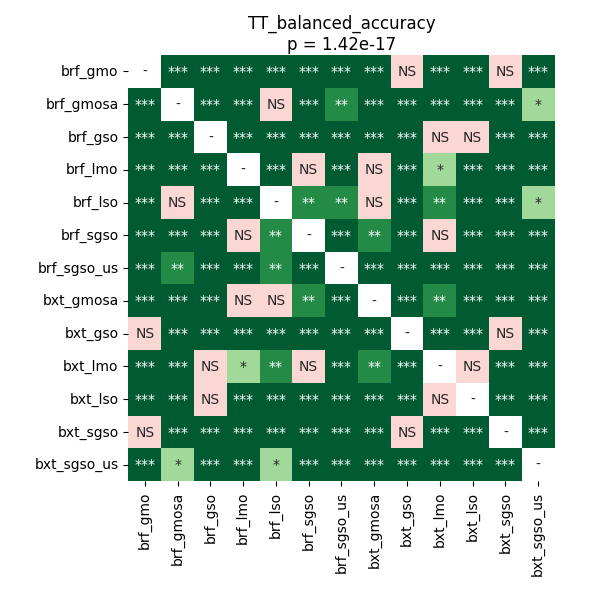 TT_balanced_accuracy
p = 1.42e-17
brf_gmo - *** *** *** *** *** *** *** NS *** *** NS ***
brf_gmosa *** - *** *** NS *** ** *** *** *** *** *** *
brf_gso *** *** - *** *** *** *** *** *** NS NS *** ***
brf_lmo *** *** *** - *** NS *** NS *** * *** *** ***
brf_lso *** NS *** *** - ** ** NS *** ** *** *** *
brf_sgso *** *** *** NS ** - *** ** *** NS *** *** ***
brf_sgso_us *** ** *** *** ** *** - *** *** *** *** *** ***
bxt_gmosa *** *** *** NS NS ** *** - *** ** *** *** ***
bxt_gso NS *** *** *** *** *** *** *** - *** *** NS ***
bxt_lmo *** *** NS * ** NS *** ** *** - NS *** ***
bxt_lso *** *** NS *** *** *** *** *** *** NS - *** ***
bxt_sgso NS *** *** *** *** *** *** *** NS *** *** - ***
bxt_sgso_us *** * *** *** * *** *** *** *** *** *** *** -
brf_gmo
brf_gmosa
brf_gso
brf_lmo
brf_lso
brf_sgso
brf_sgso_us
bxt_gmosa
bxt_gso
bxt_lmo
bxt_lso
bxt_sgso
bxt_sgso_us